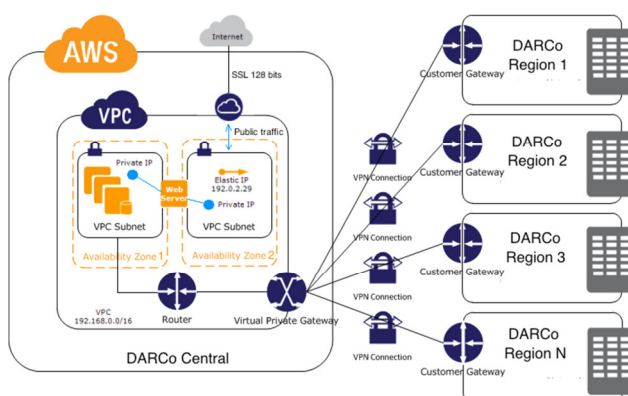 AWS
Internet
SSL 128 bits
VPC
Public traffic
Private IP
Elastic IP
192.0.2.29
Web
Server
Private IP
VPC Subnet
VPC Subnet
Availability Zone 1
Availability Zone 2
VPC
192.168.0.0/16
Router
Virtual Private Gateway
DARCo Central
VPN Connection
VPN Connection
VPN Connection
VPN Connection
Customer Gateway
DARCo
Region 1
Customer Gateway
DARCo
Region 2
Customer Gateway
DARCo
Region 3
Customer Gateway
DARCo
Region N